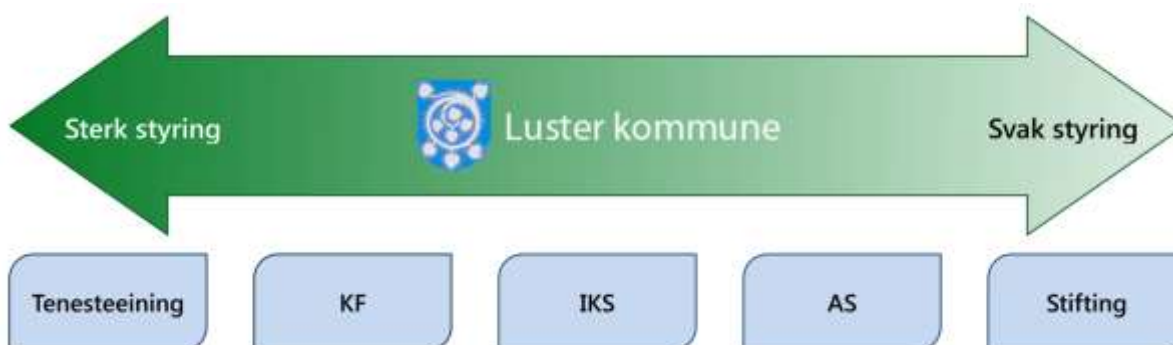 Sterk styring
Luster kommune
Svak styring
Tenesteeining
KF
IKS
AS
Stifting